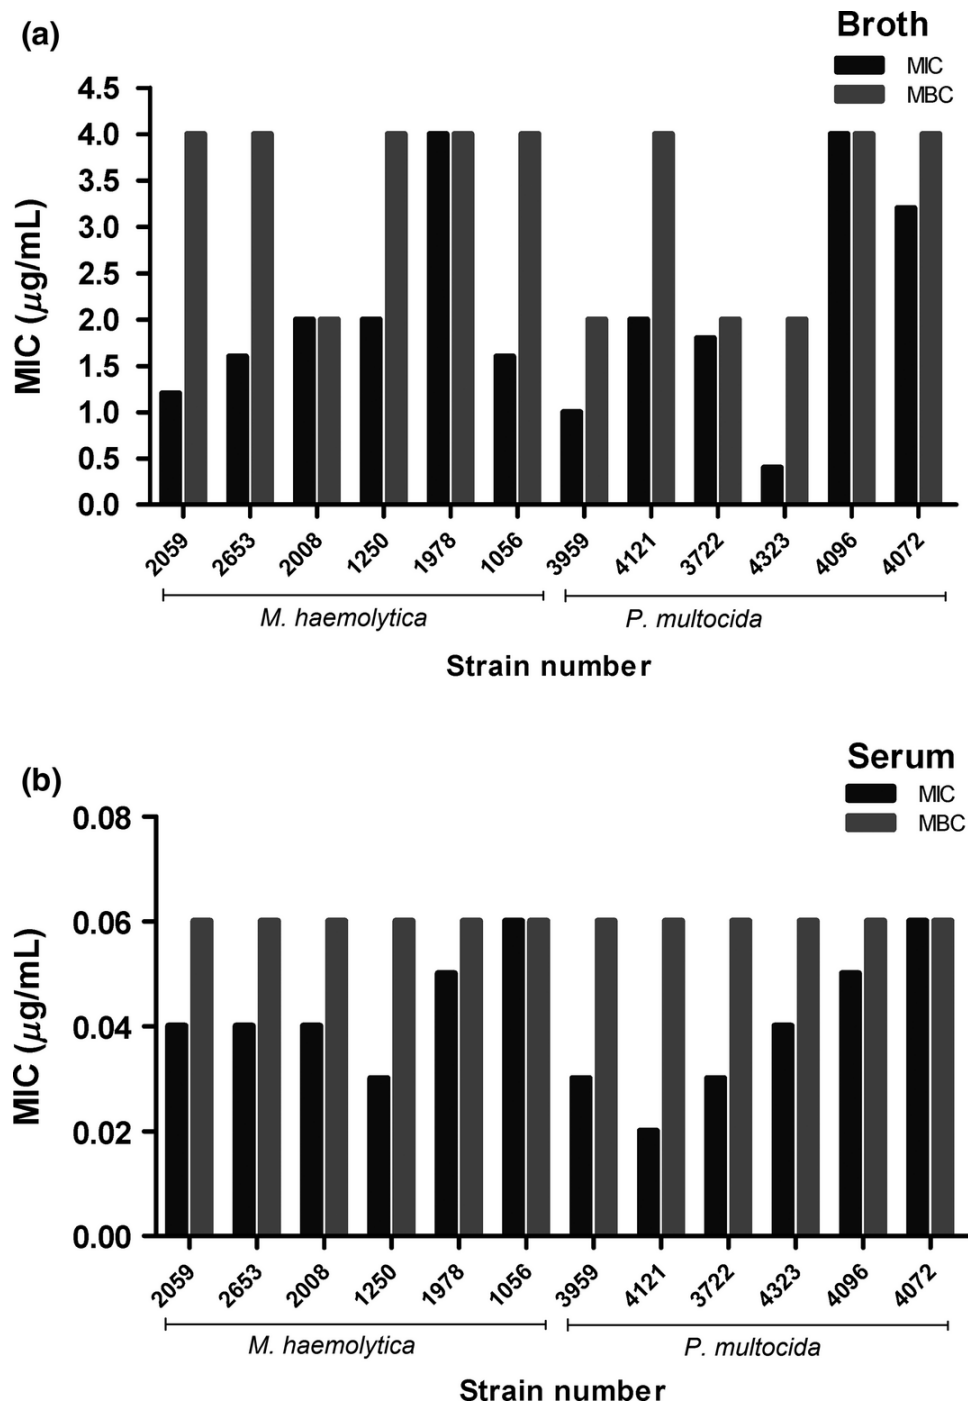 (a)
Broth
MIC
MBC
MIC (µg/mL)
4.5
4.0
3.5
3.0
2.5
2.0
1.5
1.0
0.5
0.0
2059 2653 2008 1250 1978 1056 3959 4121 3722 4323 4096 4072
M. haemolytica P. multocida
Strain number
(b)
Serum
MIC
MBC
MIC (µg/mL)
0.08
0.06
0.04
0.02
0.00
2059 2653 2008 1250 1978 1056 3959 4121 3722 4323 4096 4072
M. haemolytica P. multocida
Strain number